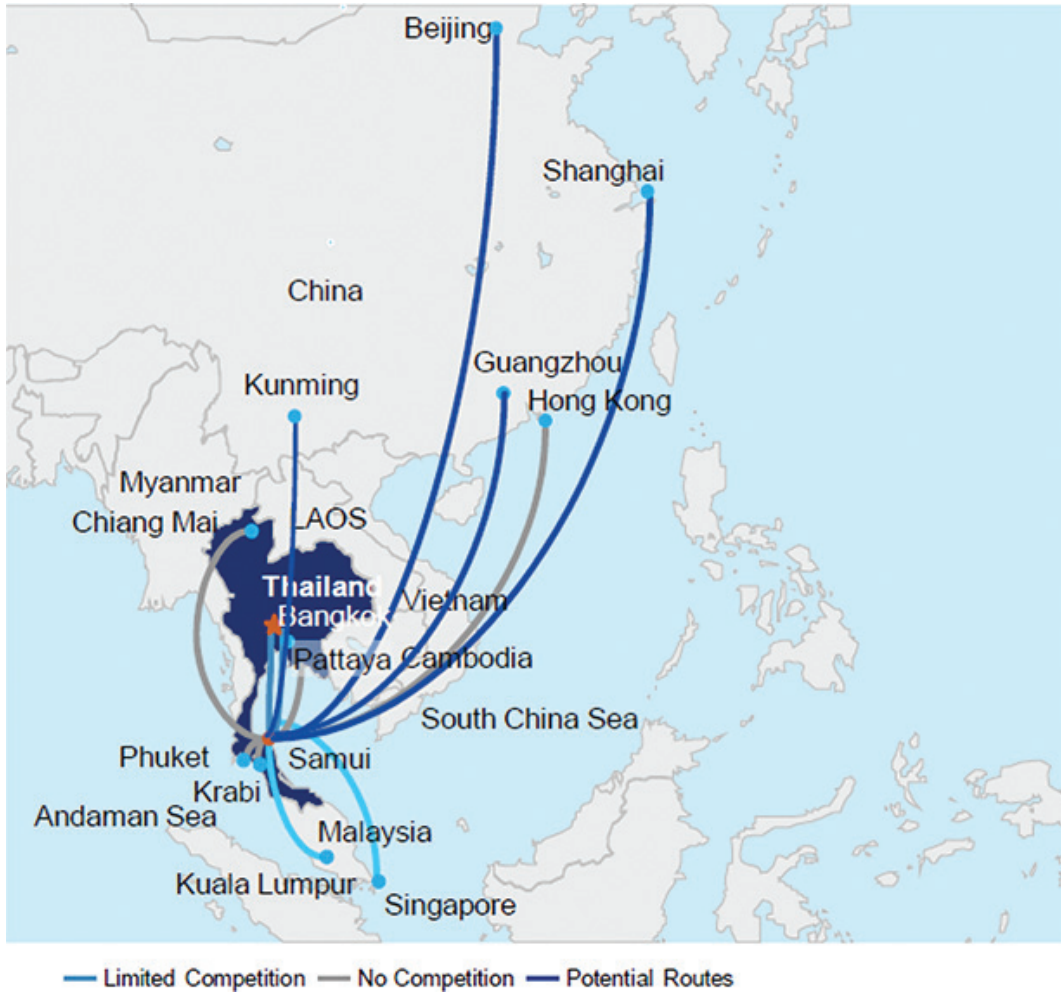 Beijing
Shanghai
China
Guangzhou
Kunming
Hong Kong
Myanmar
Chiang Mai
LAOS
Thailand
Bangkok
Vietnam
Pattaya
Cambodia
South China Sea
Phuket
Samui
Krabi
Andaman Sea
Malaysia
Kuala Lumpur
Singapore
Limited Competition No Competition Potential Routes